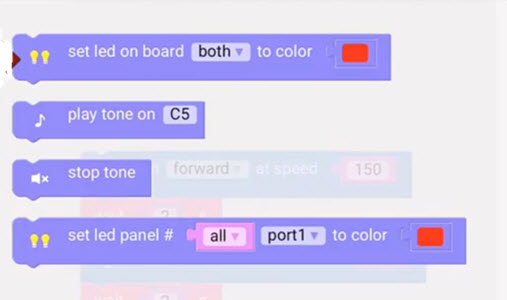 set led on board both to color
play tone on C5
forward at speed 150
stop tone
set led panel # all port1 to color